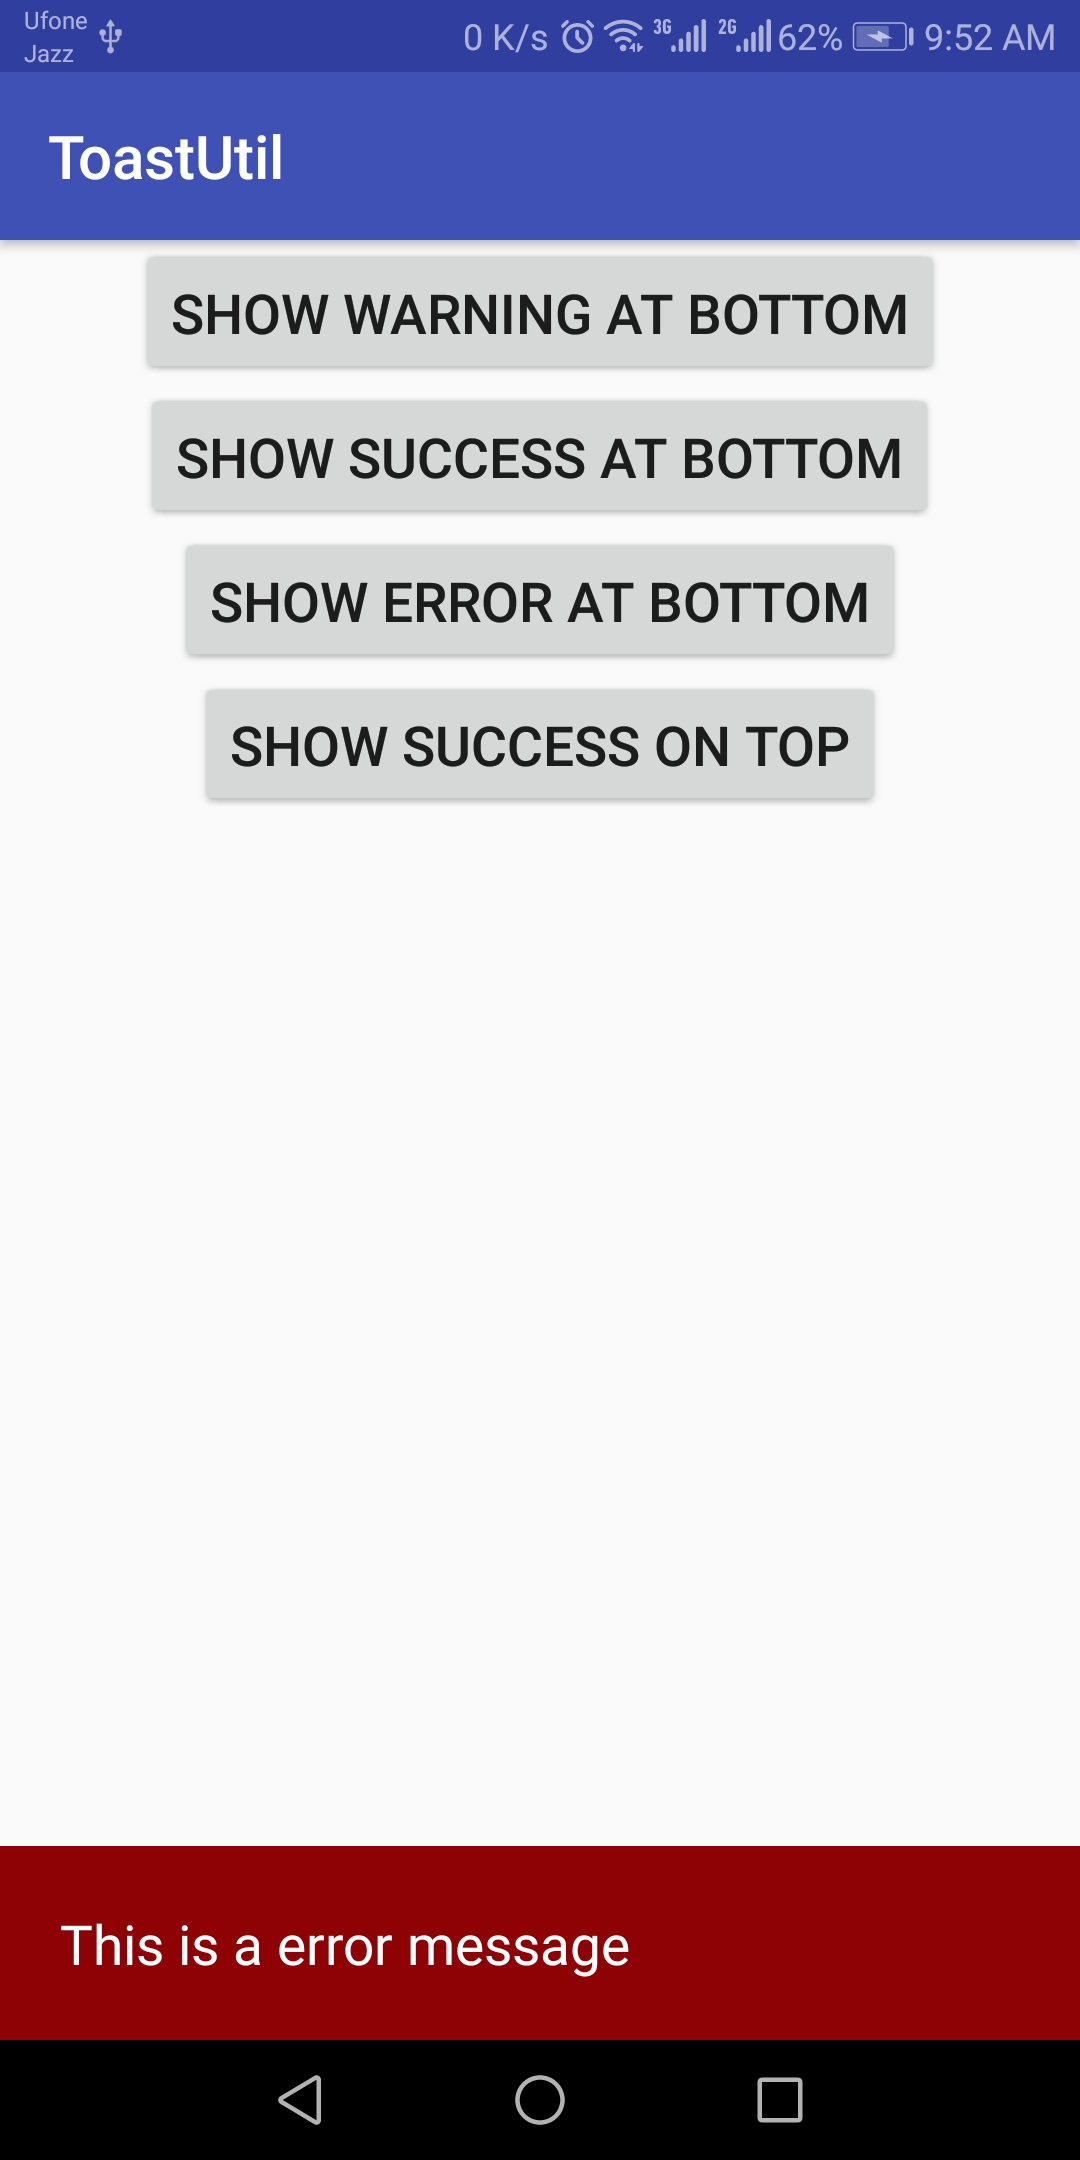 Ufone
Jazz
0 K/s 3G 2G 62% 9:52 AM
ToastUtil
SHOW WARNING AT BOTTOM
SHOW SUCCESS AT BOTTOM
SHOW ERROR AT BOTTOM
SHOW SUCCESS ON TOP
This is a error message